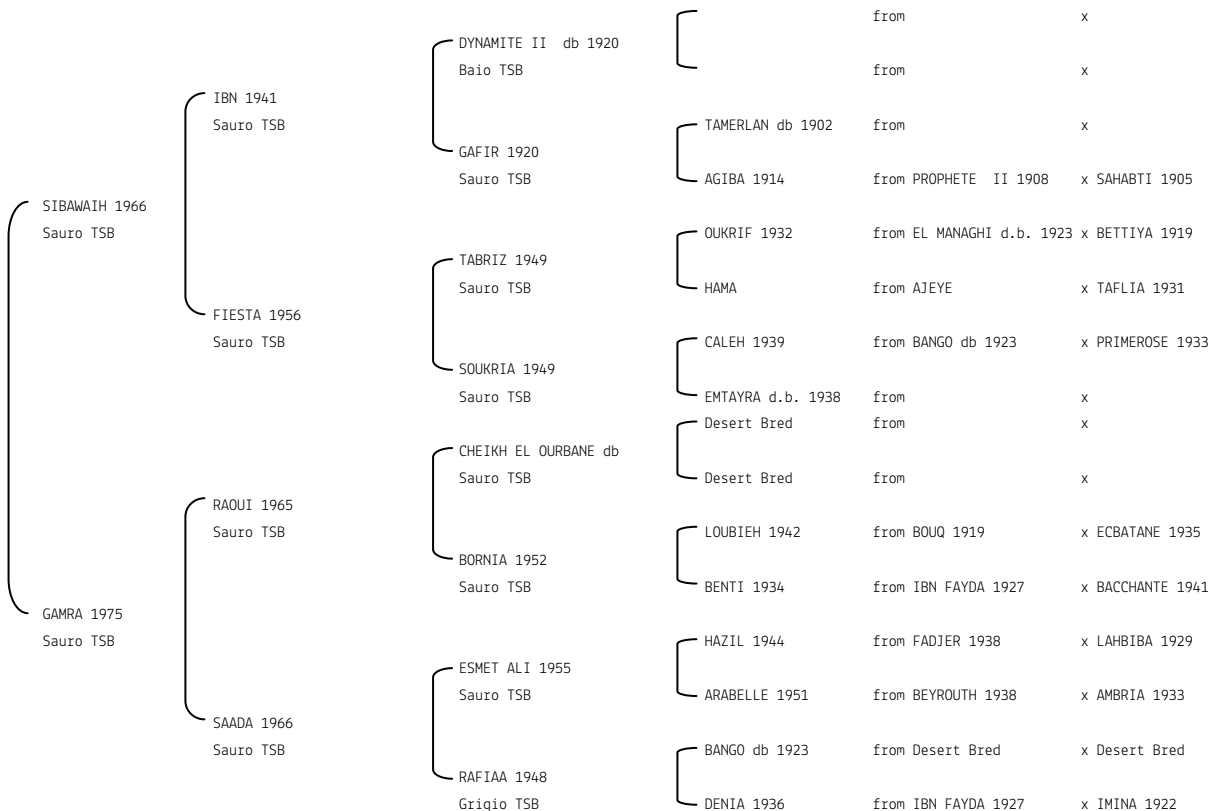 from x
DYNAMITE II db 1920
Baio TSB from x
IBN 1941
Sauro TSB TAMERLAN db 1902 from x
GAFIR 1920
Sauro TSB AGIBA 1914 from PROPHETE II 1908 x SAHABTI 1905
SIBAWAIH 1966
Sauro TSB OUKRIF 1932 from EL MANAGHI d.b. 1923 x BETTIYA 1919
TABRIZ 1949
Sauro TSB HAMA from AJEYE x TAFLIA 1931
FIESTA 1956
Sauro TSB CALEH 1939 from BANGO db 1923 x PRIMEROSE 1933
SOUKRIA 1949
Sauro TSB EMTAYRA d.b. 1938 from x
Desert Bred from x
CHEIKH EL OURBANE db
Sauro TSB Desert Bred from x
RAOUI 1965
Sauro TSB LOUBIEH 1942 from BOUQ 1919 x ECBATANE 1935
BORNIA 1952
Sauro TSB BENTI 1934 from IBN FAYDA 1927 x BACCHANTE 1941
GAMRA 1975
Sauro TSB HAZIL 1944 from FADJER 1938 x LAHBIBA 1929
ESMET ALI 1955
Sauro TSB ARABELLE 1951 from BEYROUTH 1938 x AMBRIA 1933
SAADA 1966
Sauro TSB BANGO db 1923 from Desert Bred x Desert Bred
RAFIAA 1948
Grigio TSB DENIA 1936 from IBN FAYDA 1927 x IMINA 1922